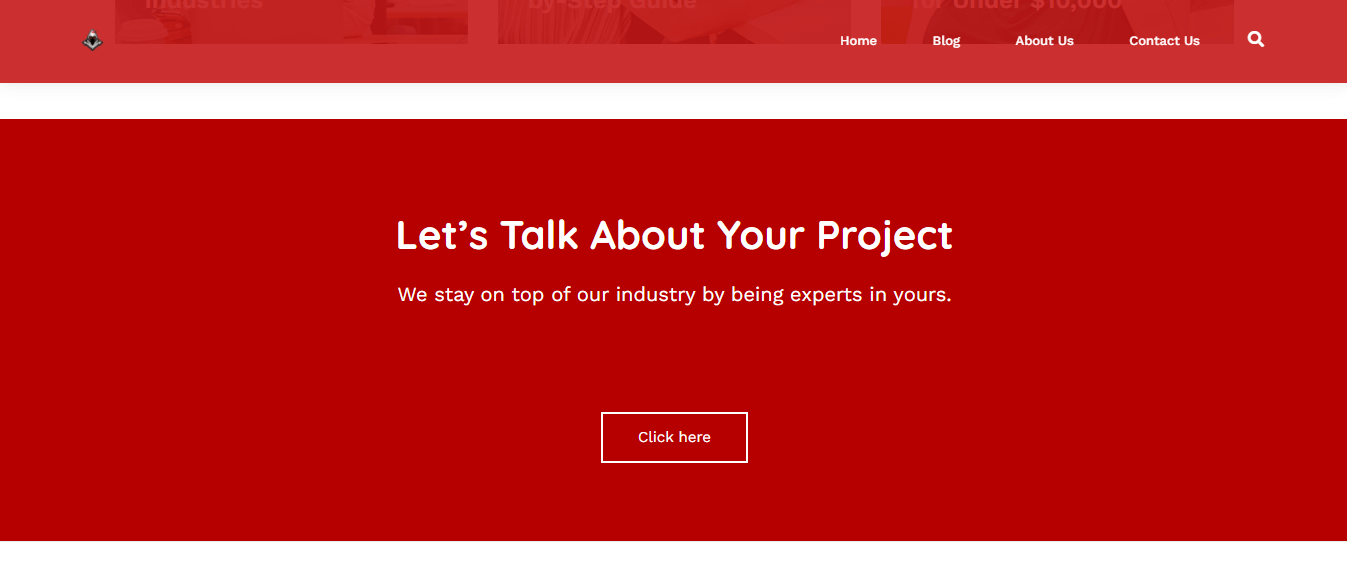 Industries
by-Step Guide
for Under $10,000
Home
Blog
About Us
Contact Us
Let’s Talk About Your Project
We stay on top of our industry by being experts in yours.
Click here